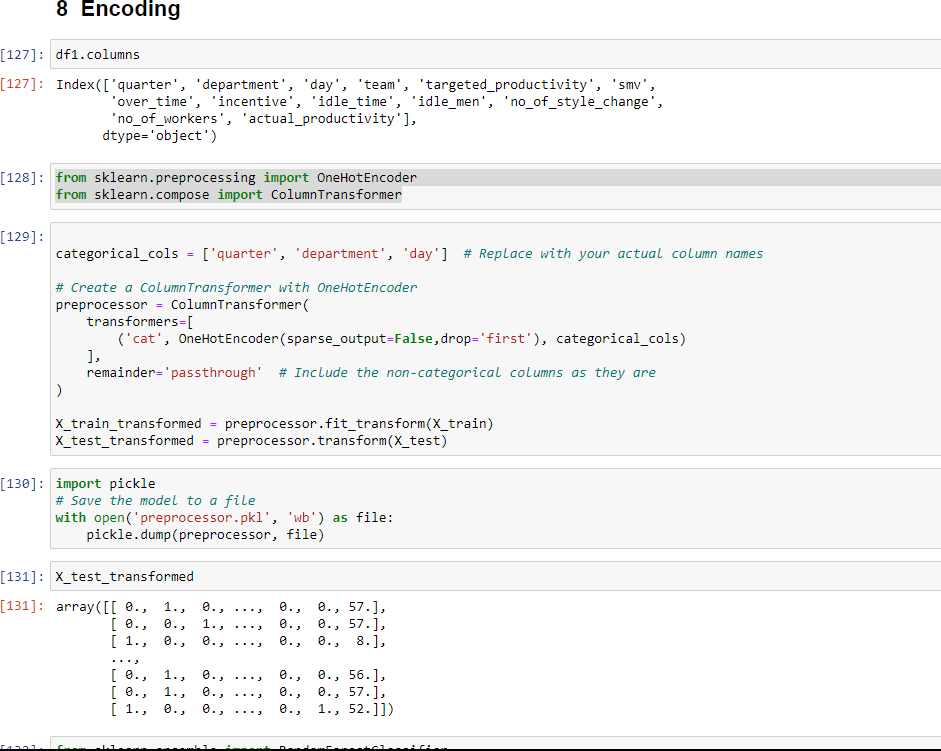 8 Encoding
[127]: df1.columns
[127]: Index(['quarter', 'department', 'day', 'team', 'targeted_productivity', 'smv',
'over_time', 'incentive', 'idle_time', 'idle_men', 'no_of_style_change',
'no_of_workers', 'actual_productivity'],
dtype='object')
[128]: from sklearn.preprocessing import OneHotEncoder
from sklearn.compose import ColumnTransformer
[129]:
categorical_cols = ['quarter', 'department', 'day']  # Replace with your actual column names
# Create a ColumnTransformer with OneHotEncoder
preprocessor = ColumnTransformer(
transformers=[
('cat', OneHotEncoder(sparse_output=False,drop='first'), categorical_cols)
],
remainder='passthrough'  # Include the non-categorical columns as they are
)
X_train_transformed = preprocessor.fit_transform(X_train)
X_test_transformed = preprocessor.transform(X_test)
[130]: import pickle
# Save the model to a file
with open('preprocessor.pkl', 'wb') as file:
pickle.dump(preprocessor, file)
[131]: X_test_transformed
[131]: array([[ 0.,  1.,  0., ...,  0.,  0., 57.],
[ 0.,  0.,  1., ...,  0.,  0., 57.],
[ 1.,  0.,  0., ...,  0.,  0.,  8.],
...,
[ 0.,  1.,  0., ...,  0.,  0., 56.],
[ 0.,  1.,  0., ...,  0.,  0., 57.],
[ 1.,  0.,  0., ...,  0.,  1., 52.]])
[132]: from sklearn.ensemble import RandomForestClassifier